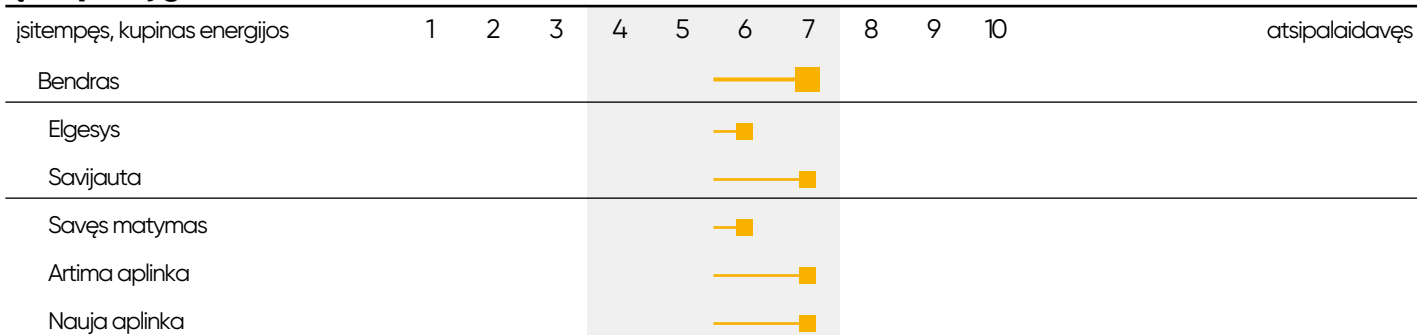 įsitempęs, kupinas energijos 1 2 3 4 5 6 7 8 9 10 atsipalaidavęs
Bendras
Elgesys
Savijauta
Savęs matymas
Artima aplinka
Nauja aplinka